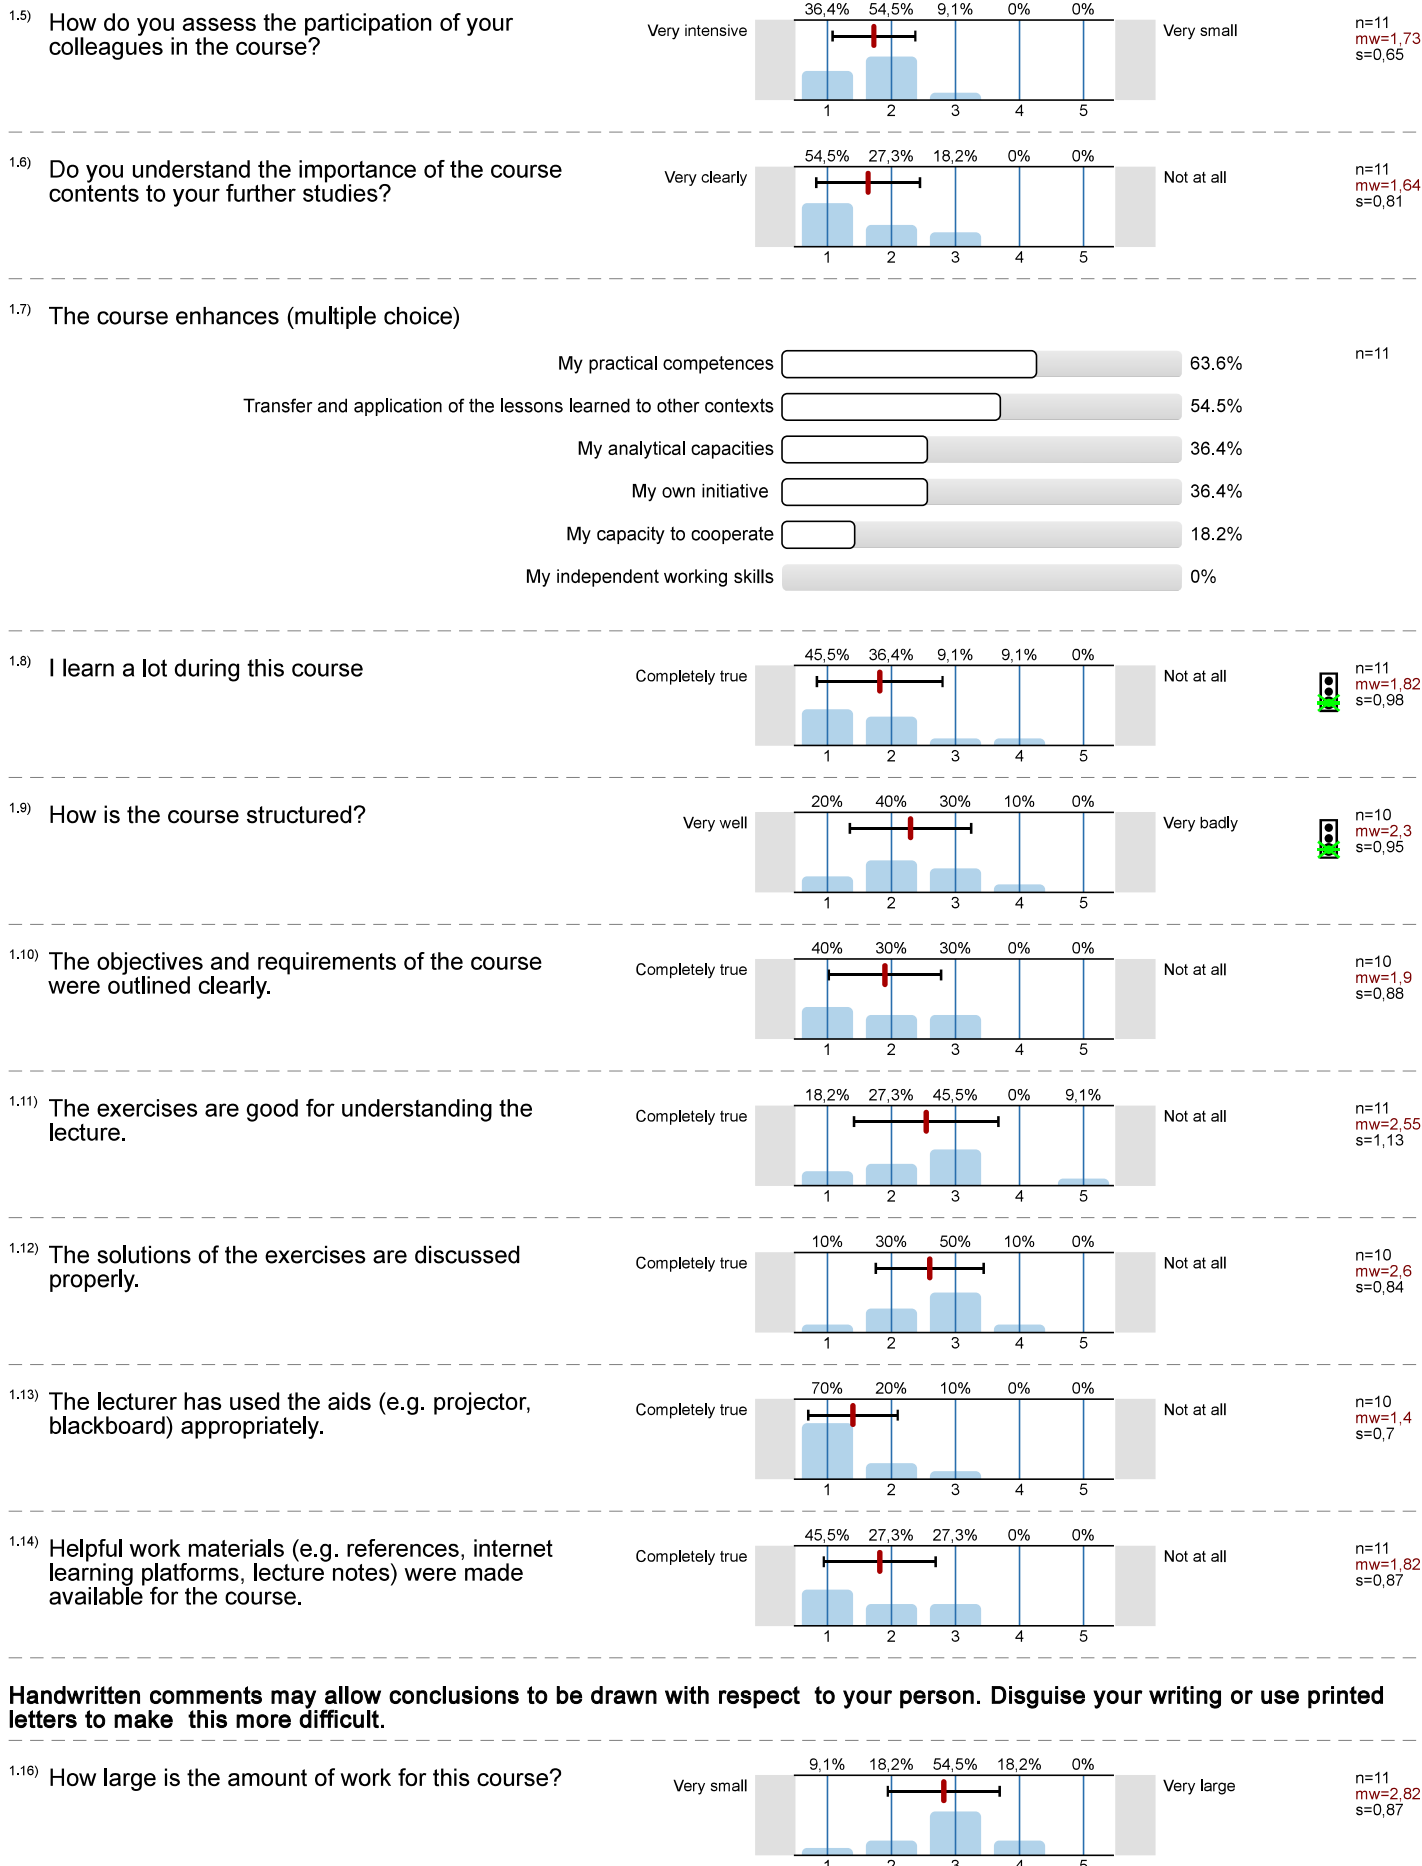 1.5) How do you assess the participation of your
colleagues in the course?
36,4% 54,5% 9,1% 0% 0%
Very intensive
Very small
1 2 3 4 5
n=11
mw=1,73
s=0,65
1.6) Do you understand the importance of the course
contents to your further studies?
54,5% 27,3% 18,2% 0% 0%
Very clearly
Not at all
1 2 3 4 5
n=11
mw=1,64
s=0,81
1.7) The course enhances (multiple choice)
n=11
My practical competences 63.6%
Transfer and application of the lessons learned to other contexts 54.5%
My analytical capacities 36.4%
My own initiative 36.4%
My capacity to cooperate 18.2%
My independent working skills 0%
1.8) I learn a lot during this course
45,5% 36,4% 9,1% 9,1% 0%
Completely true
Not at all
1 2 3 4 5
n=11
mw=1,82
s=0,98
1.9) How is the course structured?
20% 40% 30% 10% 0%
Very well
Very badly
1 2 3 4 5
n=10
mw=2,3
s=0,95
1.10) The objectives and requirements of the course
were outlined clearly.
40% 30% 30% 0% 0%
Completely true
Not at all
1 2 3 4 5
n=10
mw=1,9
s=0,88
1.11) The exercises are good for understanding the
lecture.
18,2% 27,3% 45,5% 0% 9,1%
Completely true
Not at all
1 2 3 4 5
n=11
mw=2,55
s=1,13
1.12) The solutions of the exercises are discussed
properly.
10% 30% 50% 10% 0%
Completely true
Not at all
1 2 3 4 5
n=10
mw=2,6
s=0,84
1.13) The lecturer has used the aids (e.g. projector,
blackboard) appropriately.
70% 20% 10% 0% 0%
Completely true
Not at all
1 2 3 4 5
n=10
mw=1,4
s=0,7
1.14) Helpful work materials (e.g. references, internet
learning platforms, lecture notes) were made
available for the course.
45,5% 27,3% 27,3% 0% 0%
Completely true
Not at all
1 2 3 4 5
n=11
mw=1,82
s=0,87
Handwritten comments may allow conclusions to be drawn with respect to your person. Disguise your writing or use printed
letters to make this more difficult.
1.16) How large is the amount of work for this course?
9,1% 18,2% 54,5% 18,2% 0%
Very small
Very large
1 2 3 4 5
n=11
mw=2,82
s=0,87